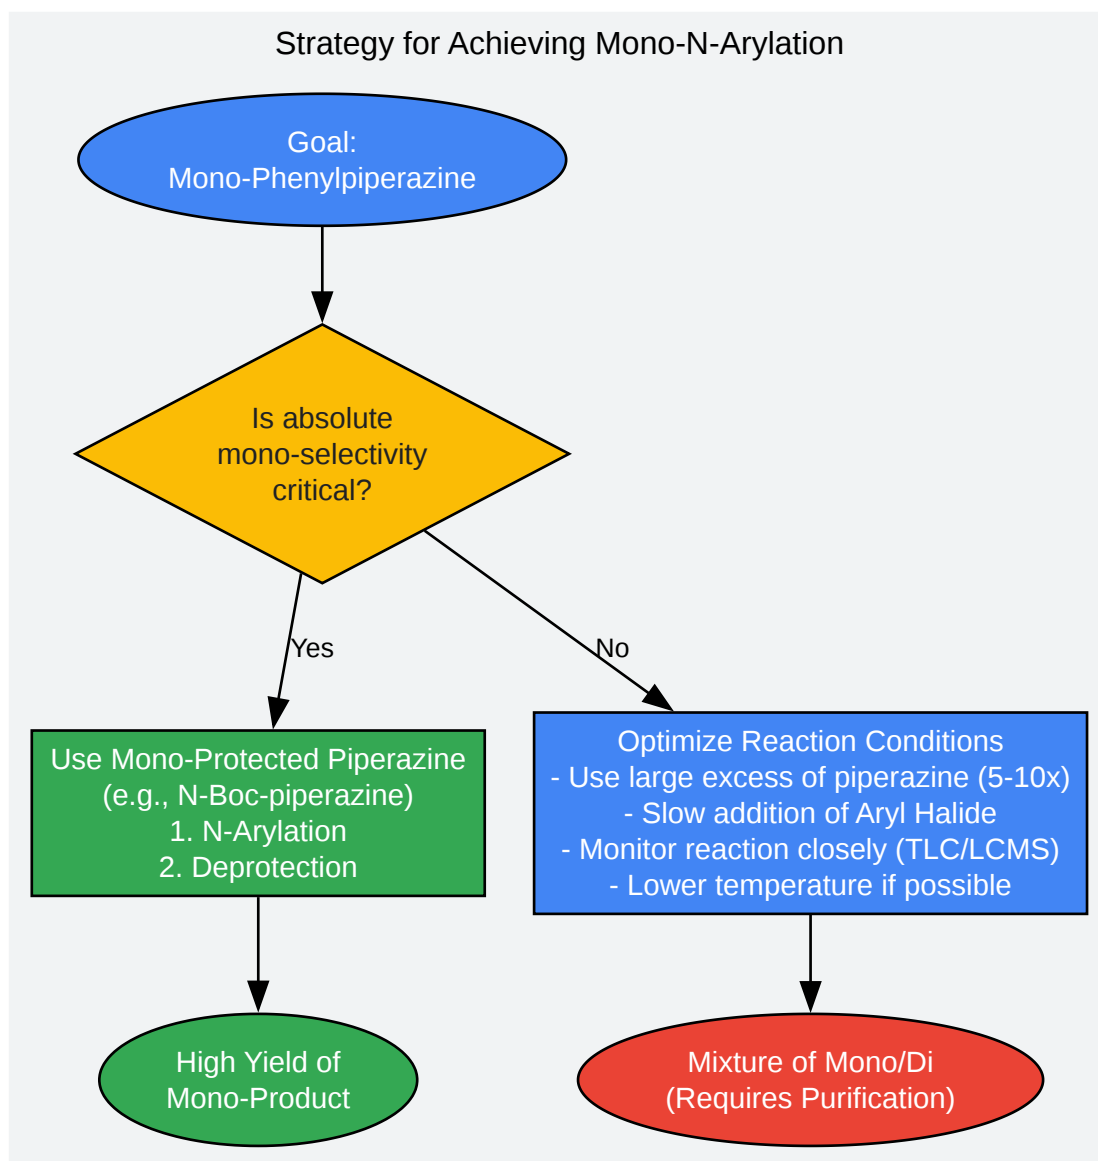 Strategy for Achieving Mono-N-Arylation
Goal:
Mono-Phenylpiperazine
Is absolute
mono-selectivity
critical?
Yes
No
Use Mono-Protected Piperazine
(e.g., N-Boc-piperazine)
1. N-Arylation
2. Deprotection
Optimize Reaction Conditions
- Use large excess of piperazine (5-10x)
- Slow addition of Aryl Halide
- Monitor reaction closely (TLC/LCMS)
- Lower temperature if possible
High Yield of
Mono-Product
Mixture of Mono/Di
(Requires Purification)